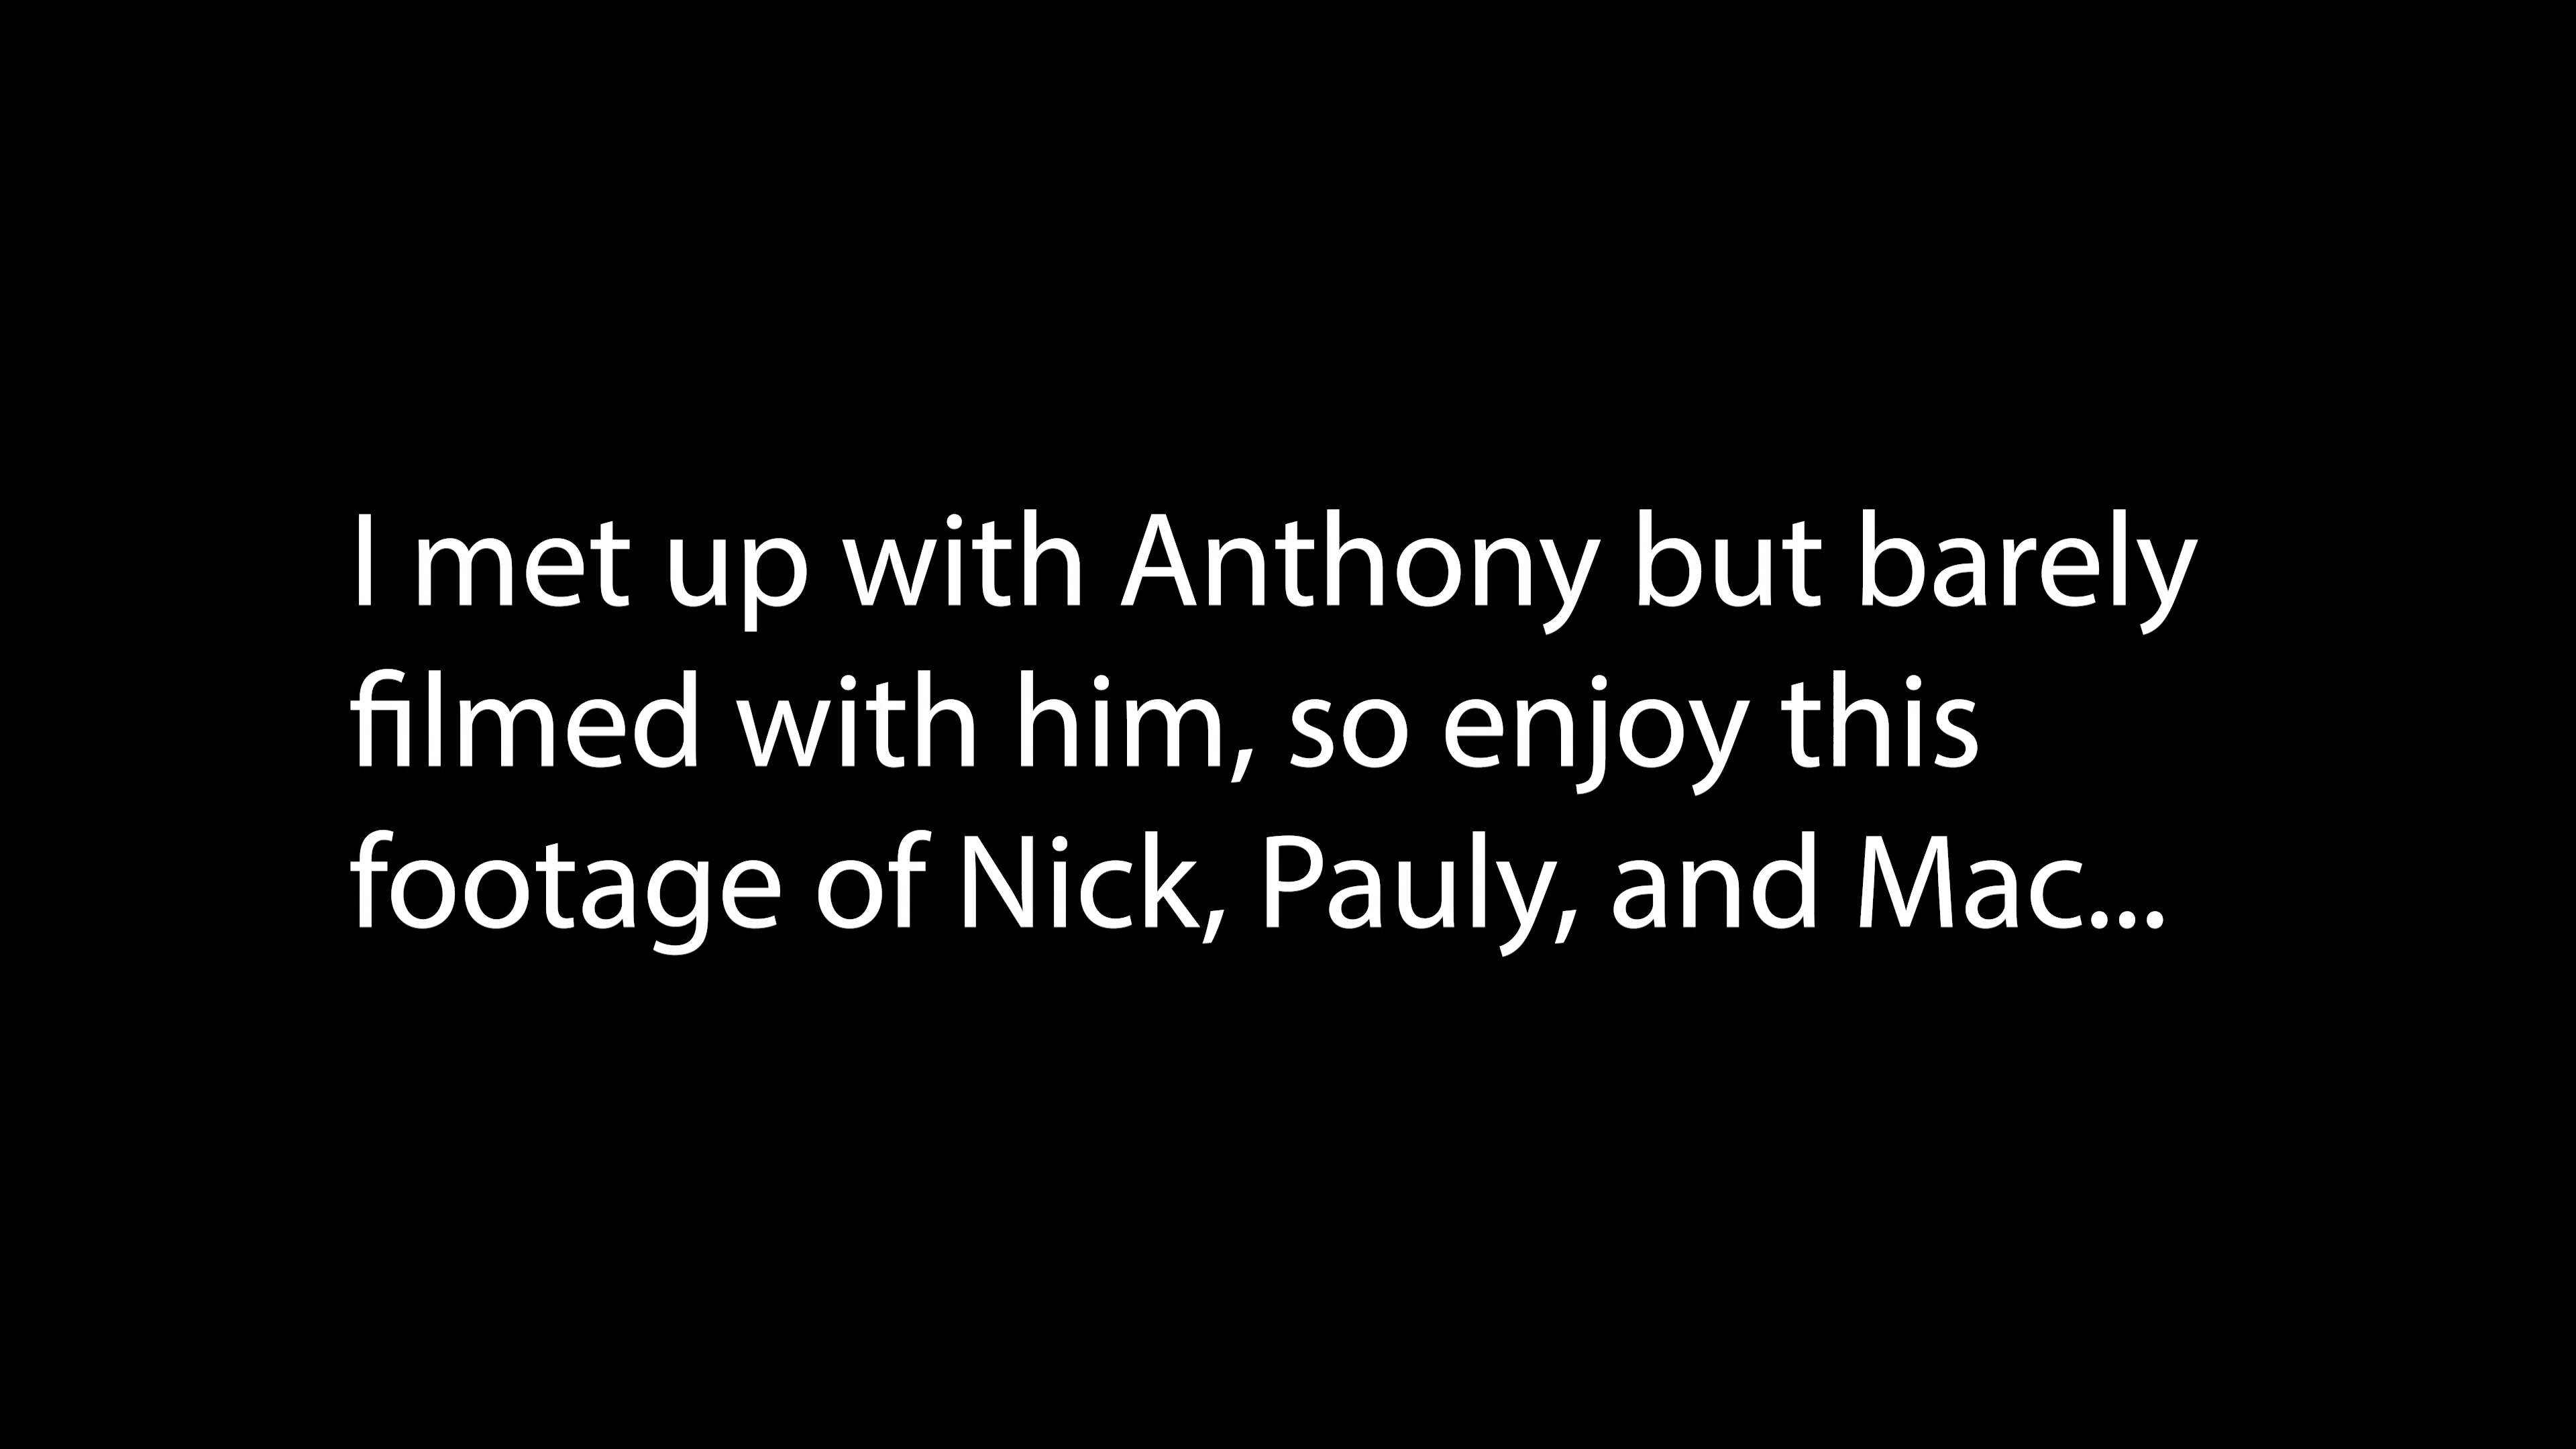 I met up with Anthony but barely
filmed with him, so enjoy this
footage of Nick, Pauly, and Mac...